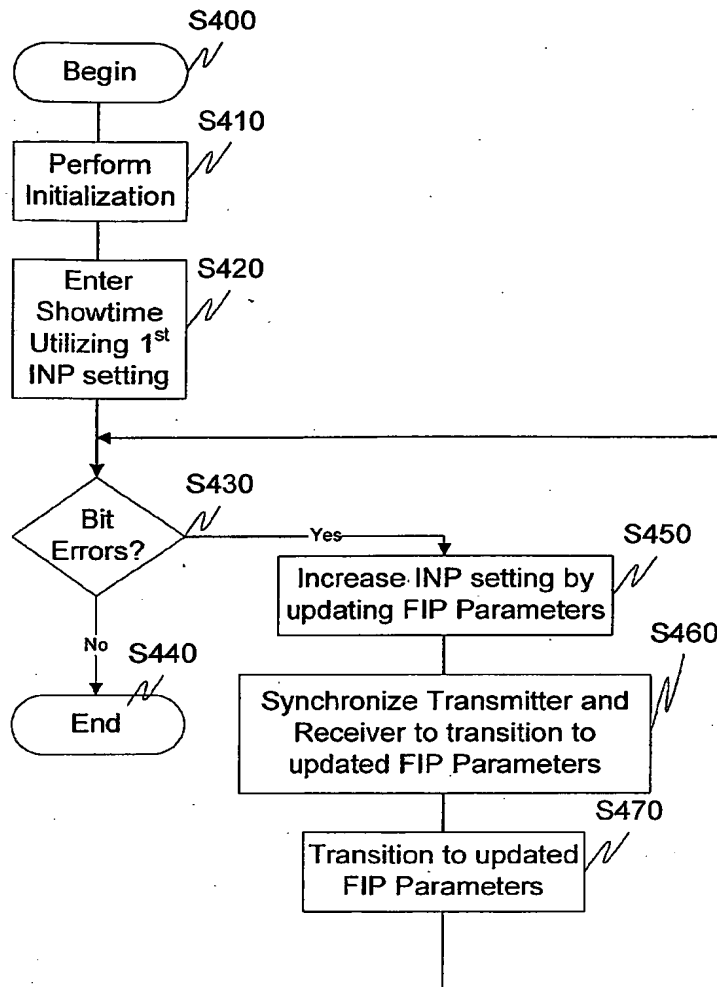 S400
Begin
S410
Perform
Initialization
S420
Enter
Showtime
Utilizing 1st
INP setting
S430
Bit
Errors?
Yes
No
S440
End
S450
Increase INP setting by
updating FIP Parameters
S460
Synchronize Transmitter and
Receiver to transition to
updated FIP Parameters
S470
Transition to updated
FIP Parameters